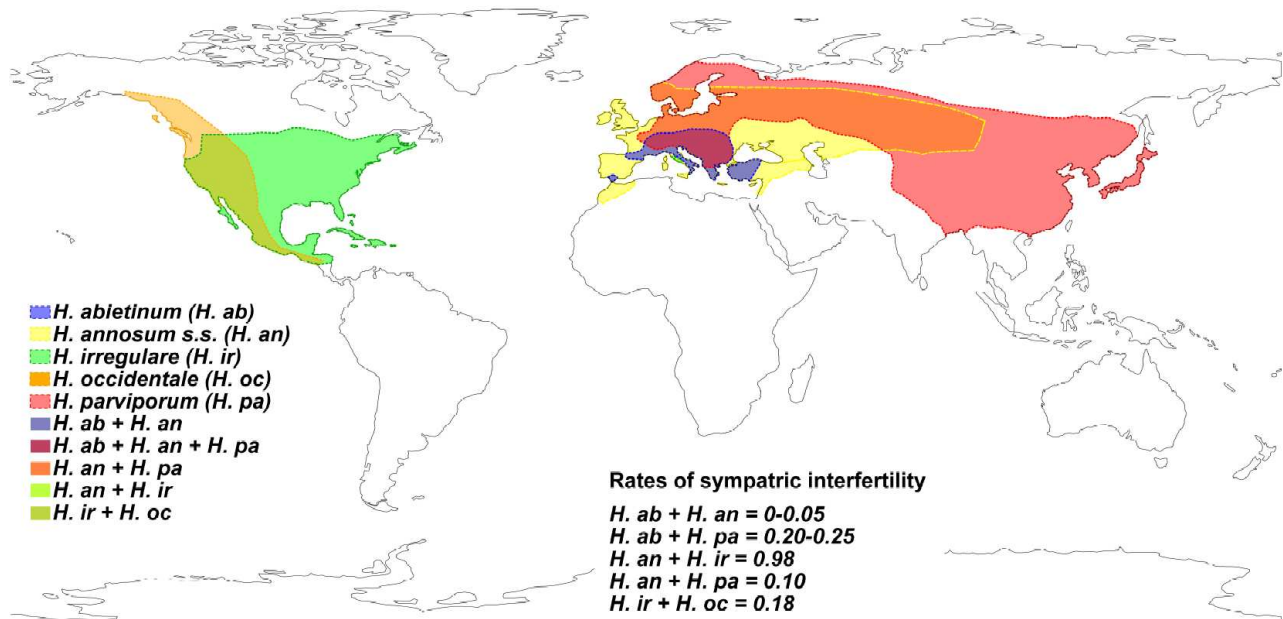 H. abietinum (H. ab)
H. annosum s.s. (H. an)
H. irregulare (H. ir)
H. occidentale (H. oc)
H. parviporum (H. pa)
H. ab + H. an
H. ab + H. an + H. pa
H. an + H. pa
H. an + H. ir
H. ir + H. oc
Rates of sympatric interfertility
H. ab + H. an = 0-0.05
H. ab + H. pa = 0.20-0.25
H. an + H. ir = 0.98
H. an + H. pa = 0.10
H. ir + H. oc = 0.18